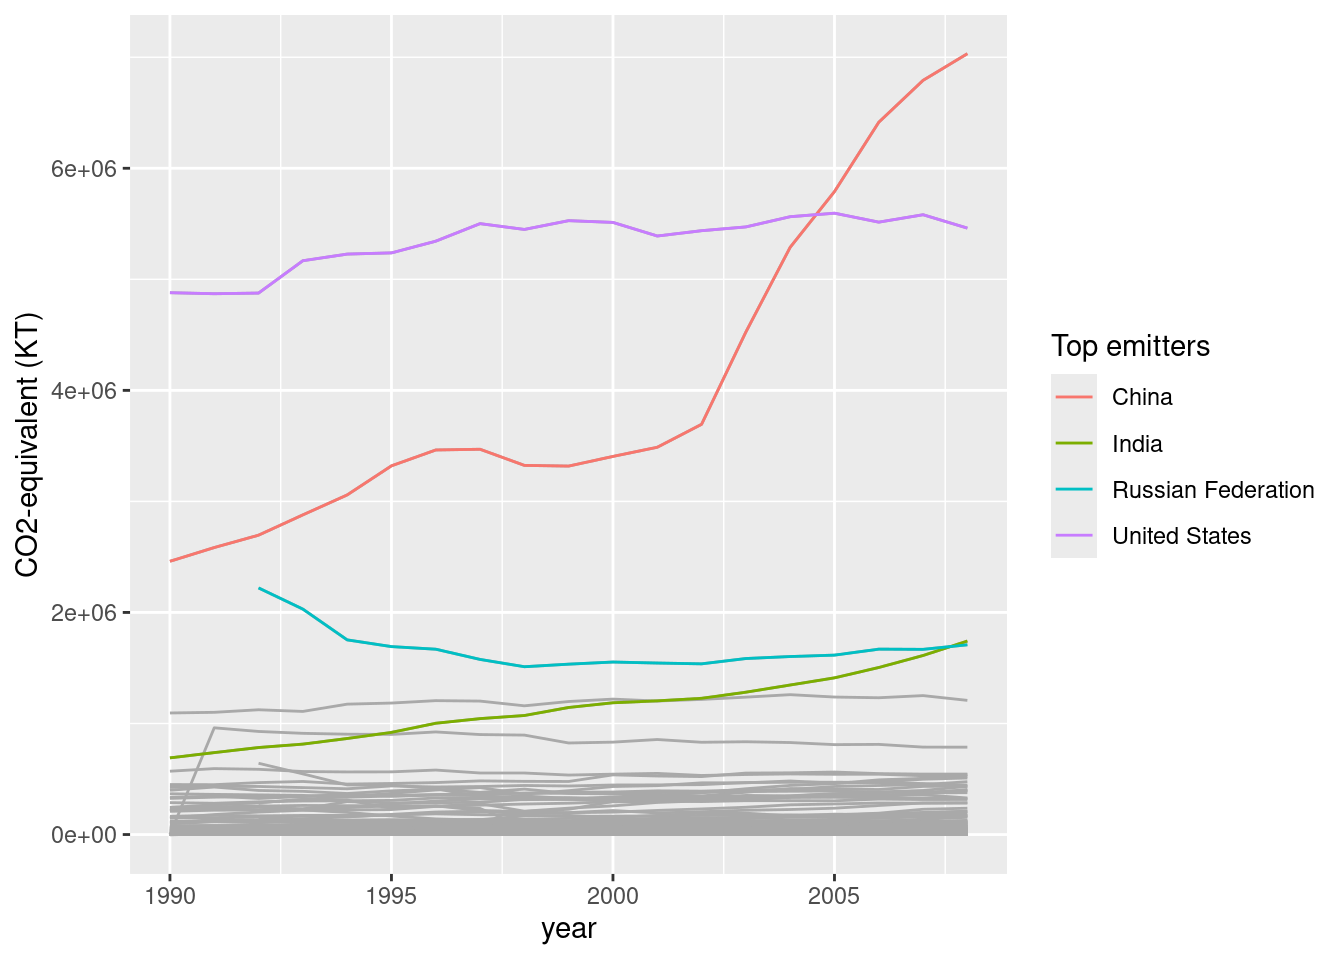 6e+06
4e+06
2e+06
0e+00
CO2-equivalent (KT)
1990
1995
2000
2005
year
Top emitters
China
India
Russian Federation
United States